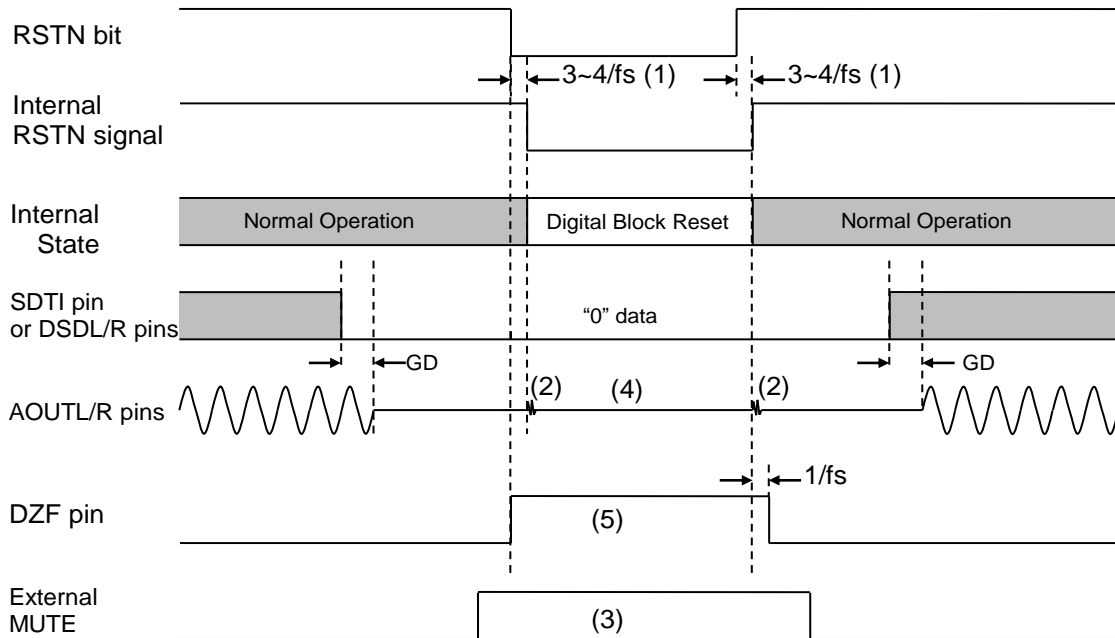 RSTN bit
3~4/fs (1)
3~4/fs (1)
Internal
RSTN signal
Internal
State
Normal Operation
Digital Block Reset
Normal Operation
SDTI pin
or DSDL/R pins
“0” data
GD
GD
AOUTL/R pins
(2)
(4)
(2)
1/fs
DZF pin
(5)
External
MUTE
(3)